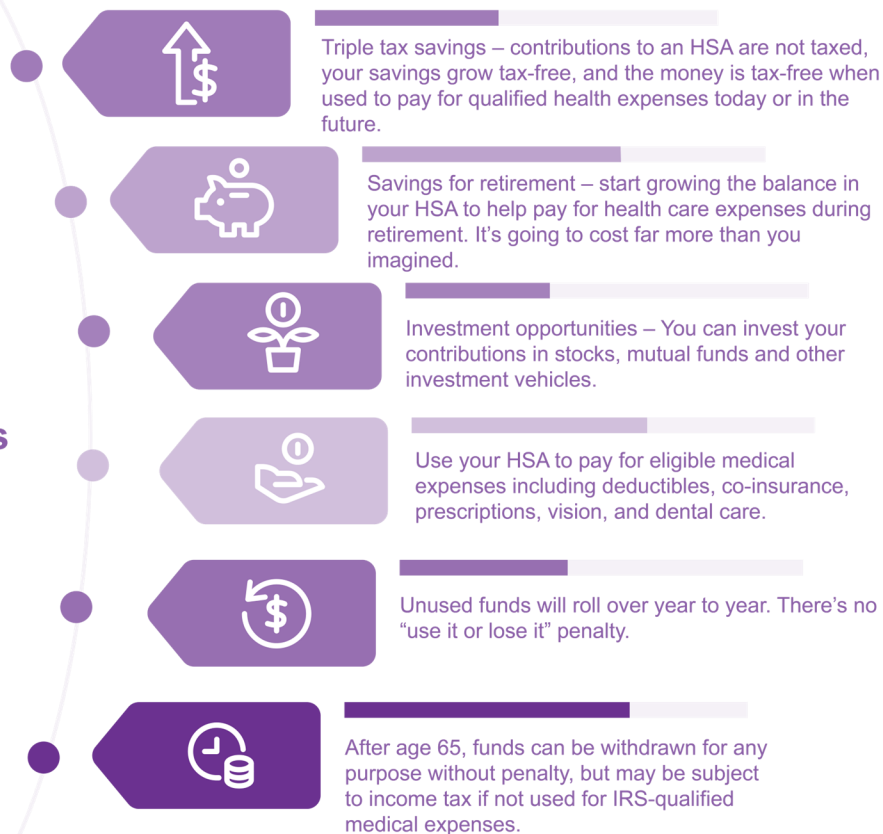 Triple tax savings – contributions to an HSA are not taxed,
your savings grow tax-free, and the money is tax-free when
used to pay for qualified health expenses today or in the
future.
Savings for retirement – start growing the balance in
your HSA to help pay for health care expenses during
retirement. It’s going to cost far more than you
imagined.
Investment opportunities – You can invest your
contributions in stocks, mutual funds and other
investment vehicles.
s
Use your HSA to pay for eligible medical
expenses including deductibles, co-insurance,
prescriptions, vision, and dental care.
Unused funds will roll over year to year. There’s no
“use it or lose it” penalty.
After age 65, funds can be withdrawn for any
purpose without penalty, but may be subject
to income tax if not used for IRS-qualified
medical expenses.